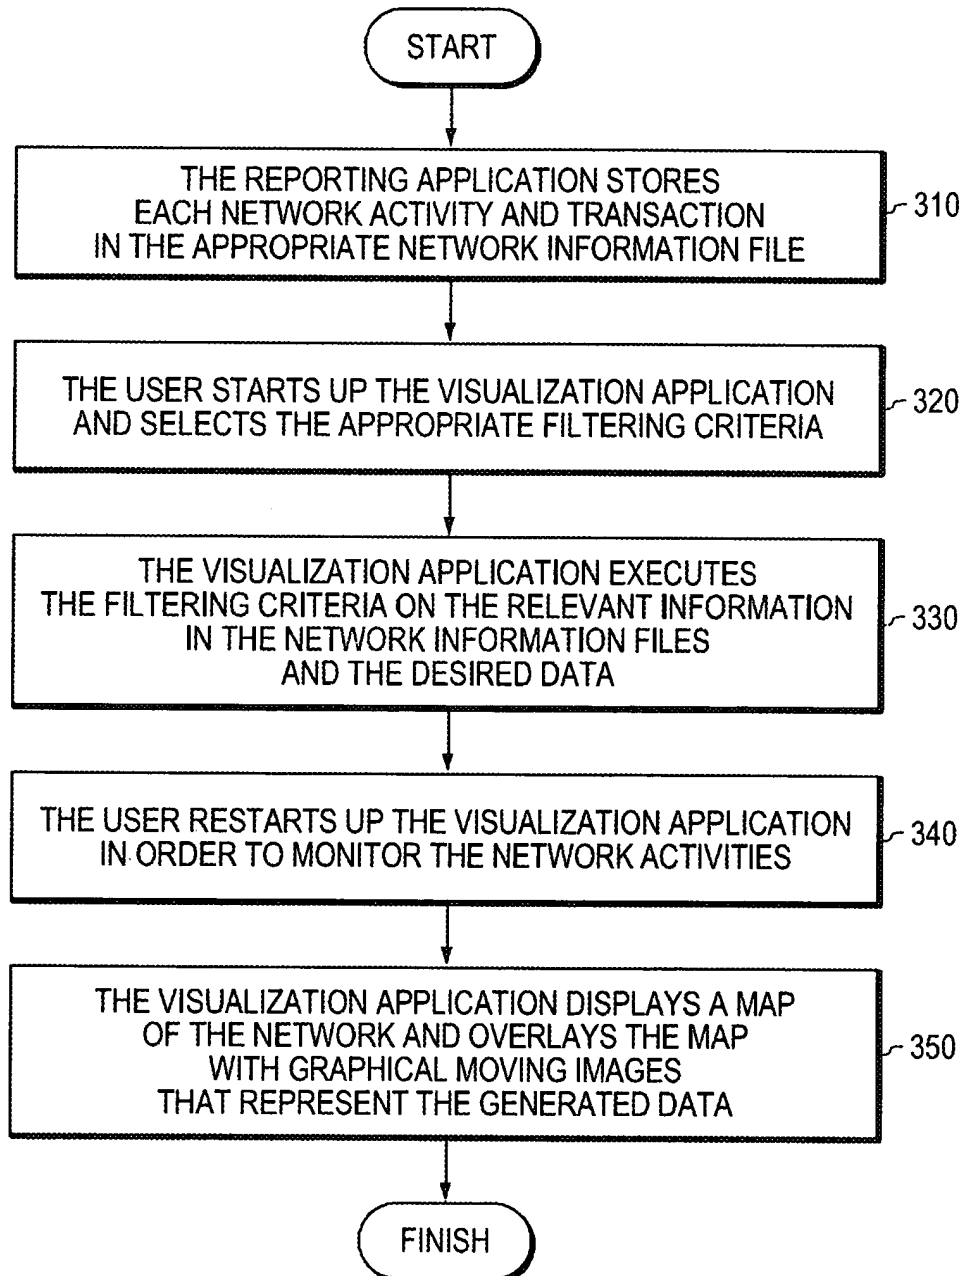 START
THE REPORTING APPLICATION STORES
EACH NETWORK ACTIVITY AND TRANSACTION
IN THE APPROPRIATE NETWORK INFORMATION FILE
310
THE USER STARTS UP THE VISUALIZATION APPLICATION
AND SELECTS THE APPROPRIATE FILTERING CRITERIA
320
THE VISUALIZATION APPLICATION EXECUTES
THE FILTERING CRITERIA ON THE RELEVANT INFORMATION
IN THE NETWORK INFORMATION FILES
AND THE DESIRED DATA
330
THE USER RESTARTS UP THE VISUALIZATION APPLICATION
IN ORDER TO MONITOR THE NETWORK ACTIVITIES
340
THE VISUALIZATION APPLICATION DISPLAYS A MAP
OF THE NETWORK AND OVERLAYS THE MAP
WITH GRAPHICAL MOVING IMAGES
THAT REPRESENT THE GENERATED DATA
350
FINISH